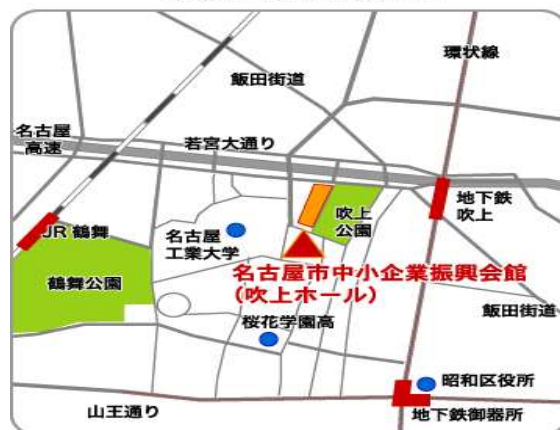 環状線
飯田街道
名古屋
高速
若宮大通り
地下鉄
吹上
吹上
公園
JR 鶴舞
名古屋
工業大学
名古屋市中小企業振興会館
(吹上ホール)
鶴舞公園
飯田街道
桜花学園高
昭和区役所
山王通り
地下鉄御器所